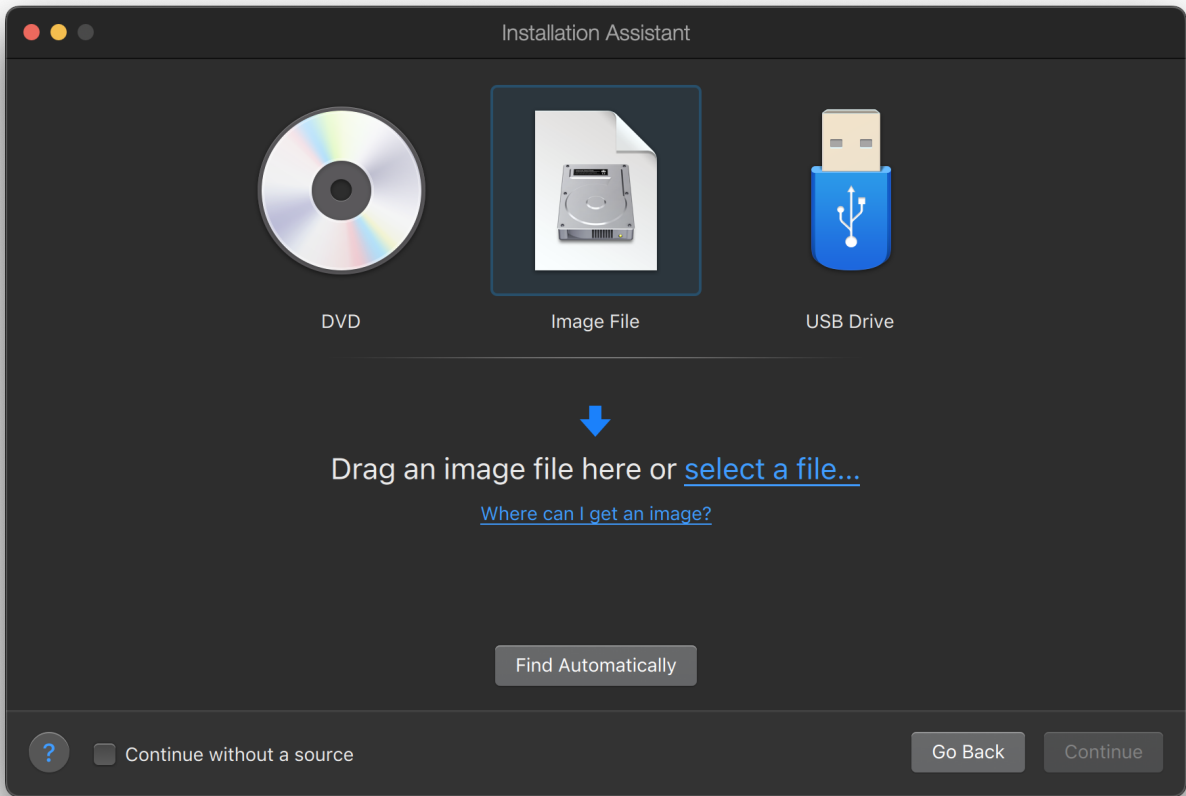 Installation Assistant
DVD
Image File
USB Drive
Drag an image file here or select a file...
Where can I get an image?
Find Automatically
?
Continue without a source
Go Back
Continue